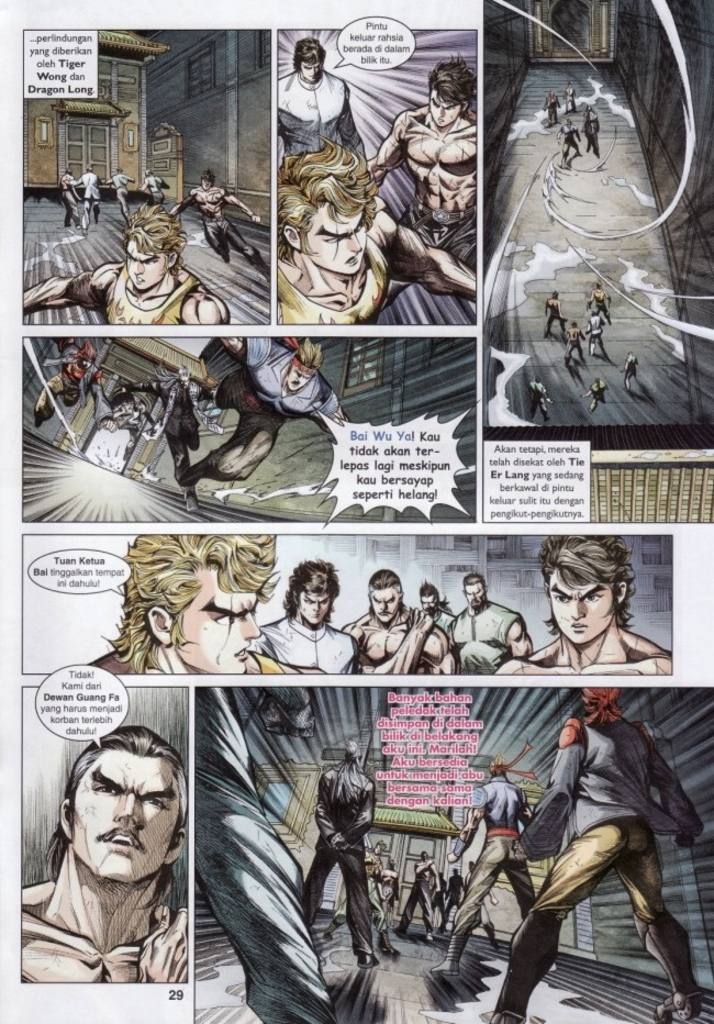 ...perlindungan
yang diberikan
oleh Tiger
Wong dan
Dragon Long.
Pintu
keluar rahsia
berada di dalam
bilik itu.
Akan tetapi, mereka
telah disekat oleh Tie
Er Lang yang sedang
berkawal di pintu
keluar sulit itu dengan
pengikut-pengikutnya.
Bai Wu Ya! Kau
tidak akan ter-
lepas lagi meskipun
kau bersayap
seperti helang!
Tuan Ketua
Bai tinggalkan tempat
ini dahulu!
Tidak!
Kami dari
Dewan Guang Fa
yang harus menjadi
korban terlebih
dahulu!
Banyak bahan
peledak telah
disimpan di dalam
bilik di belakang
aku ini. Marilah!
Aku bersedia
untuk menjadi abu
bersama-sama
dengan kalian!
29